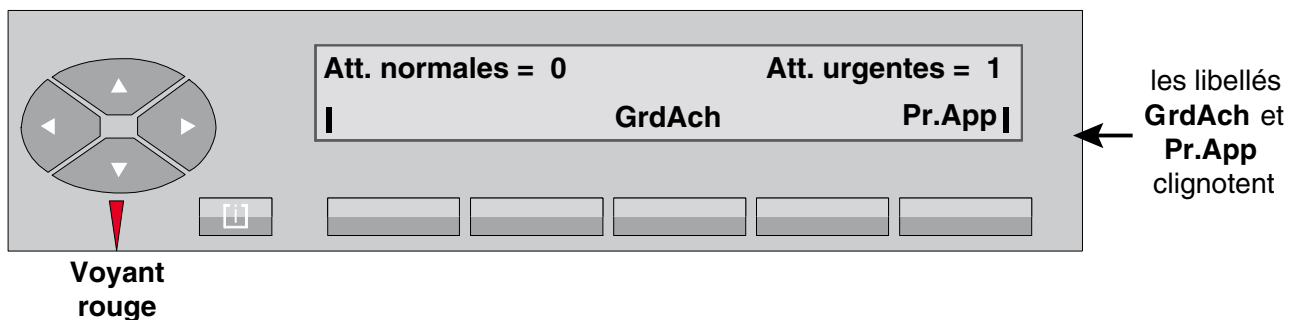 Att. normales = 0 Att. urgentes = 1
GrdAch Pr.App
les libellés
GrdAch et
Pr.App
clignotent
[i]
Voyant
rouge